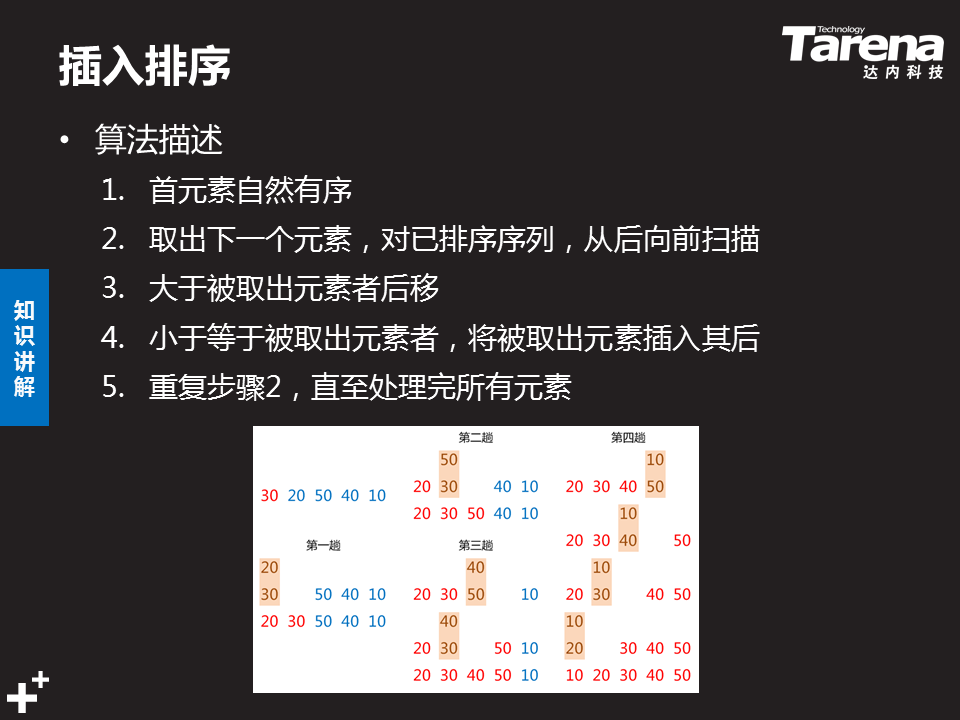 插入排序
Technology
Tarena
达内科技
• 算法描述
1. 首元素自然有序
2. 取出下一个元素，对已排序序列，从后向前扫描
3. 大于被取出元素者后移
4. 小于等于被取出元素者，将被取出元素插入其后
5. 重复步骤2，直至处理完所有元素
知识讲解
30 20 50 40 10
第一趟
20
30 50 40 10
20 30 50 40 10
第二趟
50
20 30 40 10
20 30 50 40 10
第三趟
40
20 30 50 10
40
20 30 50 10
20 30 40 50 10
第四趟
10
20 30 40 50
10
20 30 40 50
10
20 30 40 50
10
20 30 40 50
10 20 30 40 50